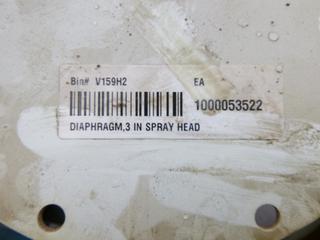 Bin# V159H2 EA
1000053522
DIAPHRAGM,3 IN SPRAY HEAD